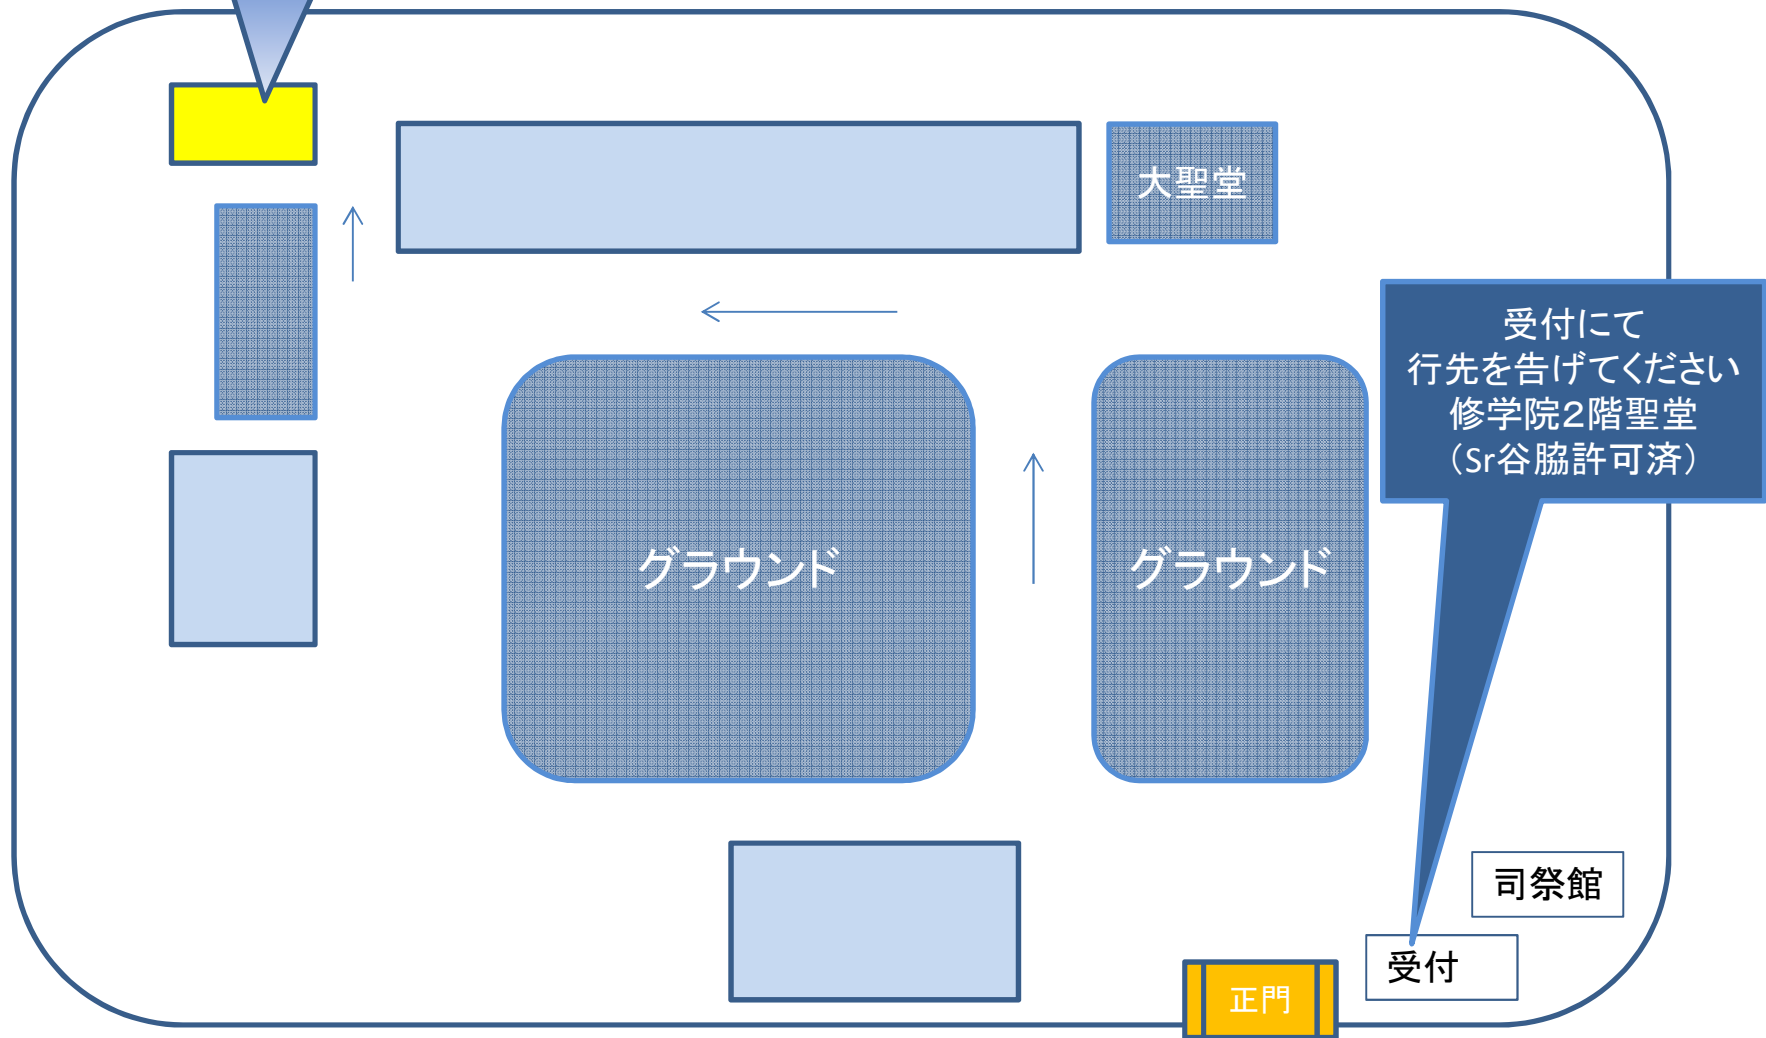 大聖堂
受付にて
行先を告げてください
修学院2階聖堂
（Sr谷脇許可済）
グラウンド
グラウンド
司祭館
受付
正門